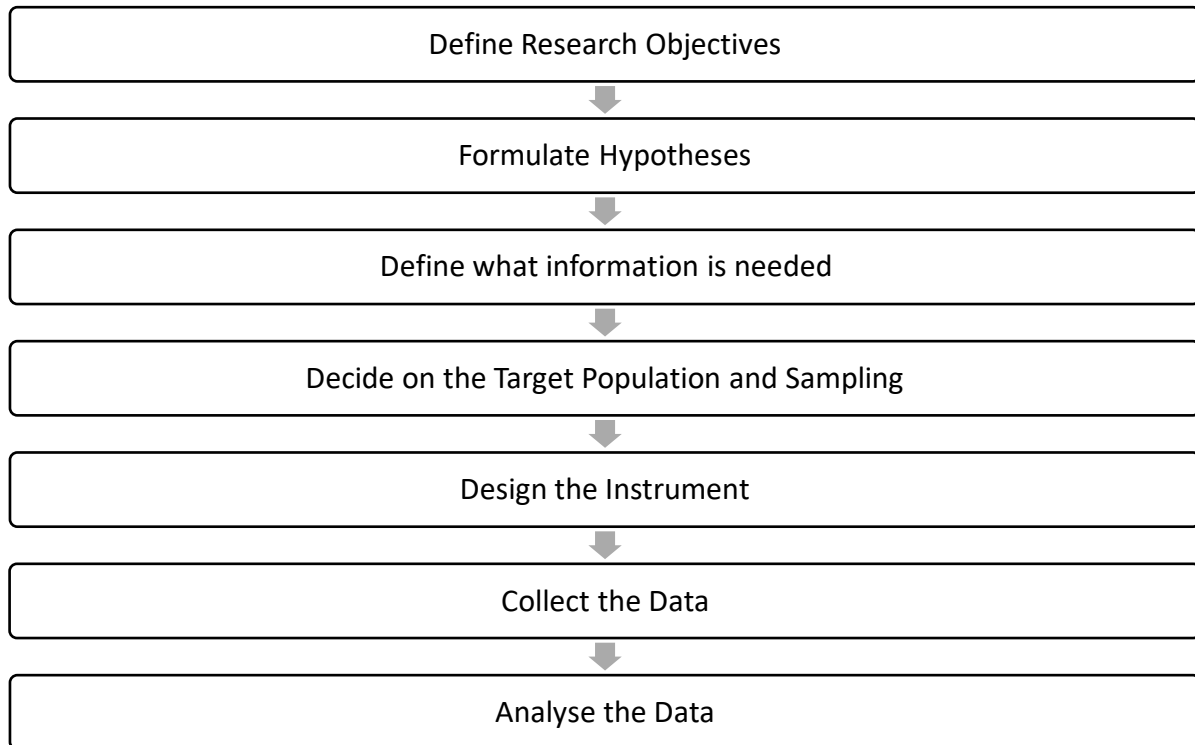 Define Research Objectives
Formulate Hypotheses
Define what information is needed
Decide on the Target Population and Sampling
Design the Instrument
Collect the Data
Analyse the Data